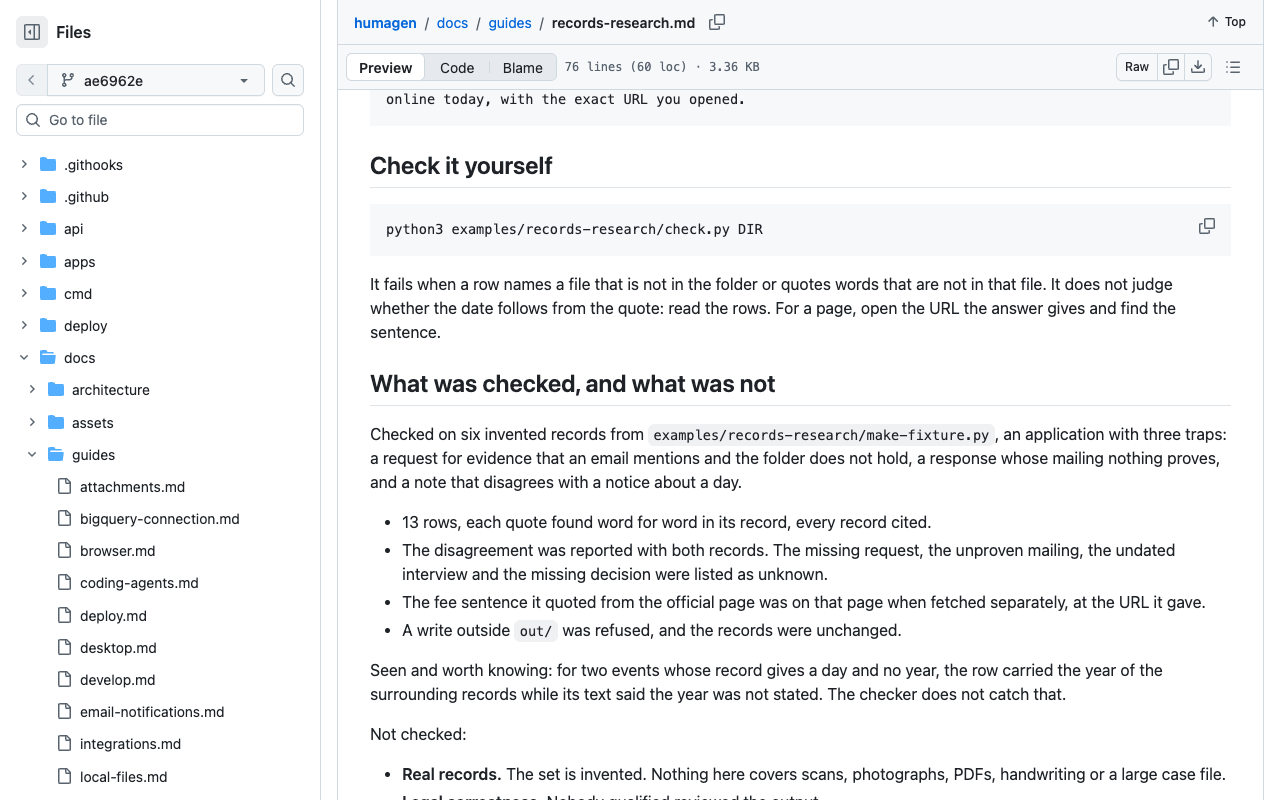 Files
ae6962e
Go to file
.githooks
.github
api
apps
cmd
deploy
docs
architecture
assets
guides
attachments.md
bigquery-connection.md
browser.md
coding-agents.md
deploy.md
desktop.md
develop.md
email-notifications.md
integrations.md
local-files.md
humagen / docs / guides / records-research.md
Top
Preview Code Blame 76 lines (60 loc) · 3.36 KB
Raw
online today, with the exact URL you opened.
Check it yourself
python3 examples/records-research/check.py DIR
It fails when a row names a file that is not in the folder or quotes words that are not in that file. It does not judge
whether the date follows from the quote: read the rows. For a page, open the URL the answer gives and find the
sentence.
What was checked, and what was not
Checked on six invented records from examples/records-research/make-fixture.py, an application with three traps:
a request for evidence that an email mentions and the folder does not hold, a response whose mailing nothing proves,
and a note that disagrees with a notice about a day.
• 13 rows, each quote found word for word in its record, every record cited.
• The disagreement was reported with both records. The missing request, the unproven mailing, the undated
interview and the missing decision were listed as unknown.
• The fee sentence it quoted from the official page was on that page when fetched separately, at the URL it gave.
• A write outside out/ was refused, and the records were unchanged.
Seen and worth knowing: for two events whose record gives a day and no year, the row carried the year of the
surrounding records while its text said the year was not stated. The checker does not catch that.
Not checked:
• Real records. The set is invented. Nothing here covers scans, photographs, PDFs, handwriting or a large case file.
• Legal correctness. Nobody qualified reviewed the output.